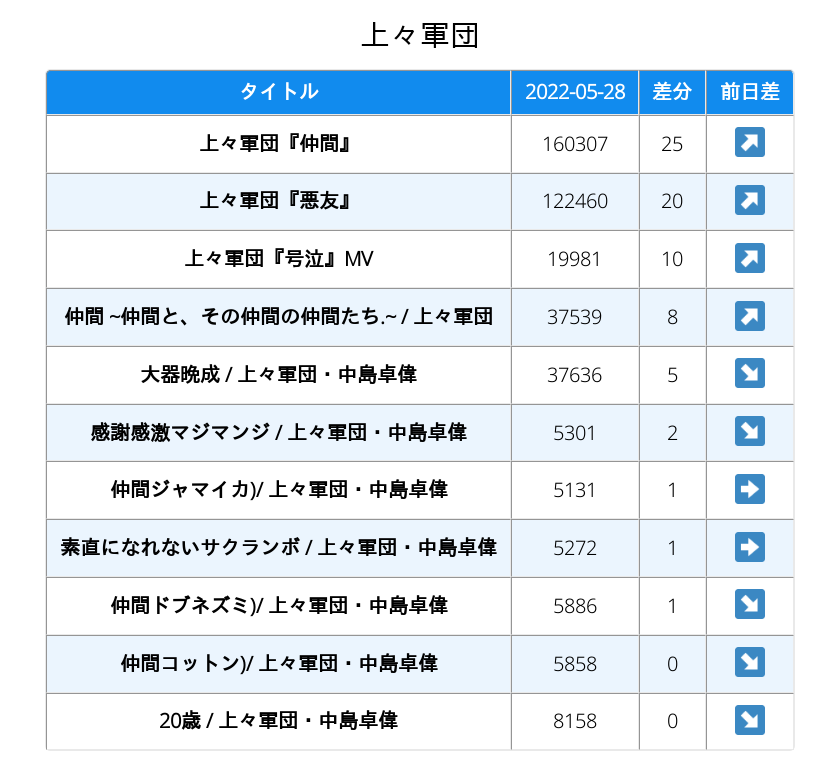 上々軍団
タイトル 2022-05-28 差分 前日差
上々軍団『仲間』 160307 25 ↗
上々軍団『悪友』 122460 20 ↗
上々軍団『号泣』MV 19981 10 ↗
仲間 ~仲間と、その仲間の仲間たち.~ / 上々軍団 37539 8 ↗
大器晩成 / 上々軍団・中島卓偉 37636 5 ↘
感謝感激マジマンジ / 上々軍団・中島卓偉 5301 2 ↘
仲間ジャマイカ)/ 上々軍団・中島卓偉 5131 1 ➡
素直になれないサクランボ / 上々軍団・中島卓偉 5272 1 ➡
仲間ドブネズミ)/ 上々軍団・中島卓偉 5886 1 ↘
仲間コットン)/ 上々軍団・中島卓偉 5858 0 ↘
20歳 / 上々軍団・中島卓偉 8158 0 ↘